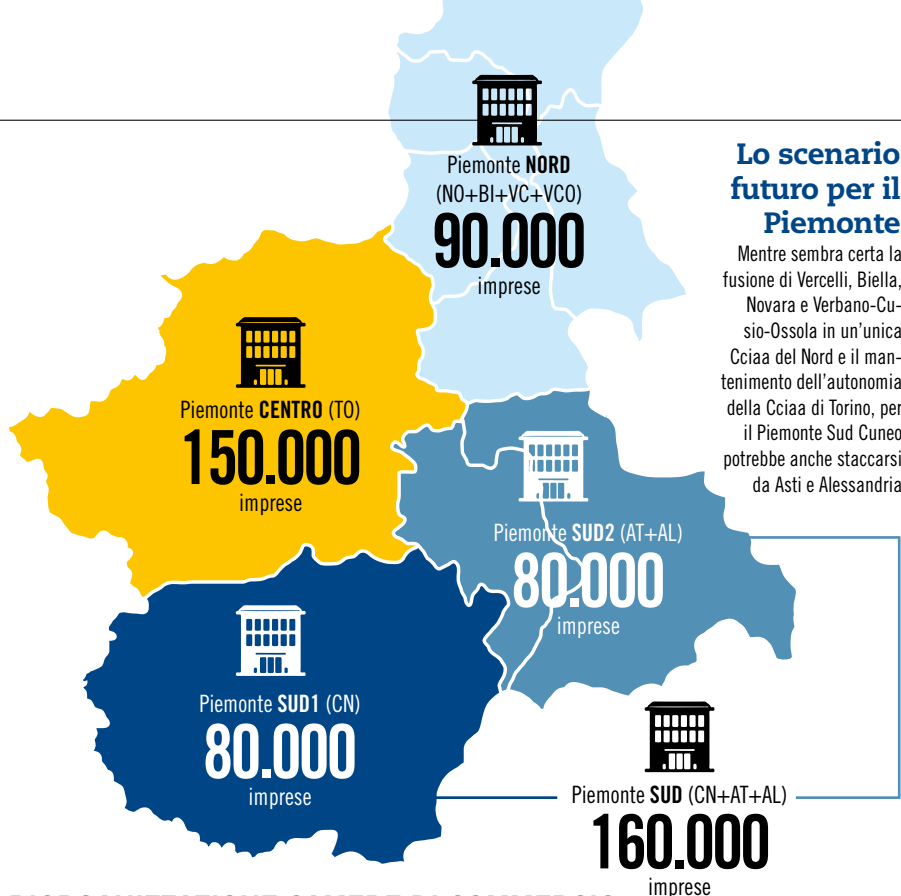 Piemonte NORD
(NO+BI+VC+VCO)
90.000
imprese
Lo scenario
futuro per il
Piemonte
Mentre sembra certa la
fusione di Vercelli, Biella,
Novara e Verbano-Cu-
sio-Ossola in un'unica
Cciaa del Nord e il man-
tenimento dell'autonomia
della Cciaa di Torino, per
il Piemonte Sud Cuneo
potrebbe anche staccarsi
da Asti e Alessandria
Piemonte CENTRO (TO)
150.000
imprese
Piemonte SUD2 (AT+AL)
80.000
imprese
Piemonte SUD1 (CN)
80.000
imprese
Piemonte SUD (CN+AT+AL)
160.000
imprese